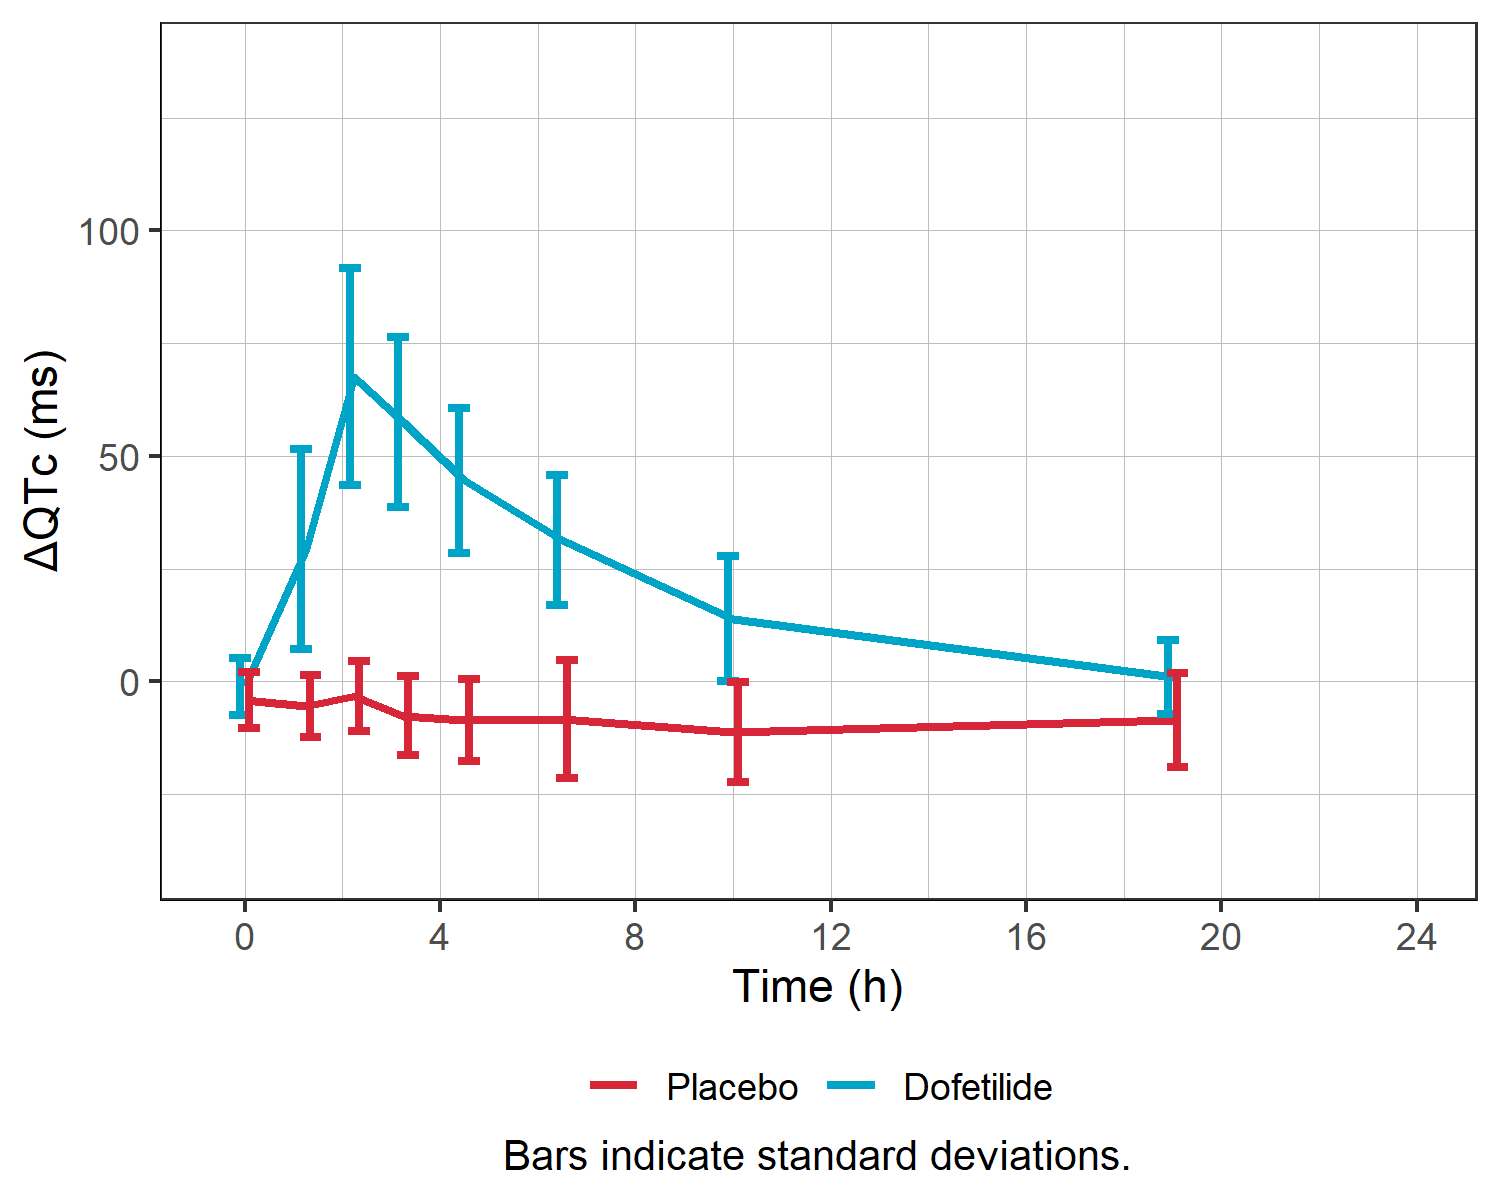 100
50
0
ΔQTc (ms)
0 4 8 12 16 20 24
Time (h)
Placebo Dofetilide
Bars indicate standard deviations.